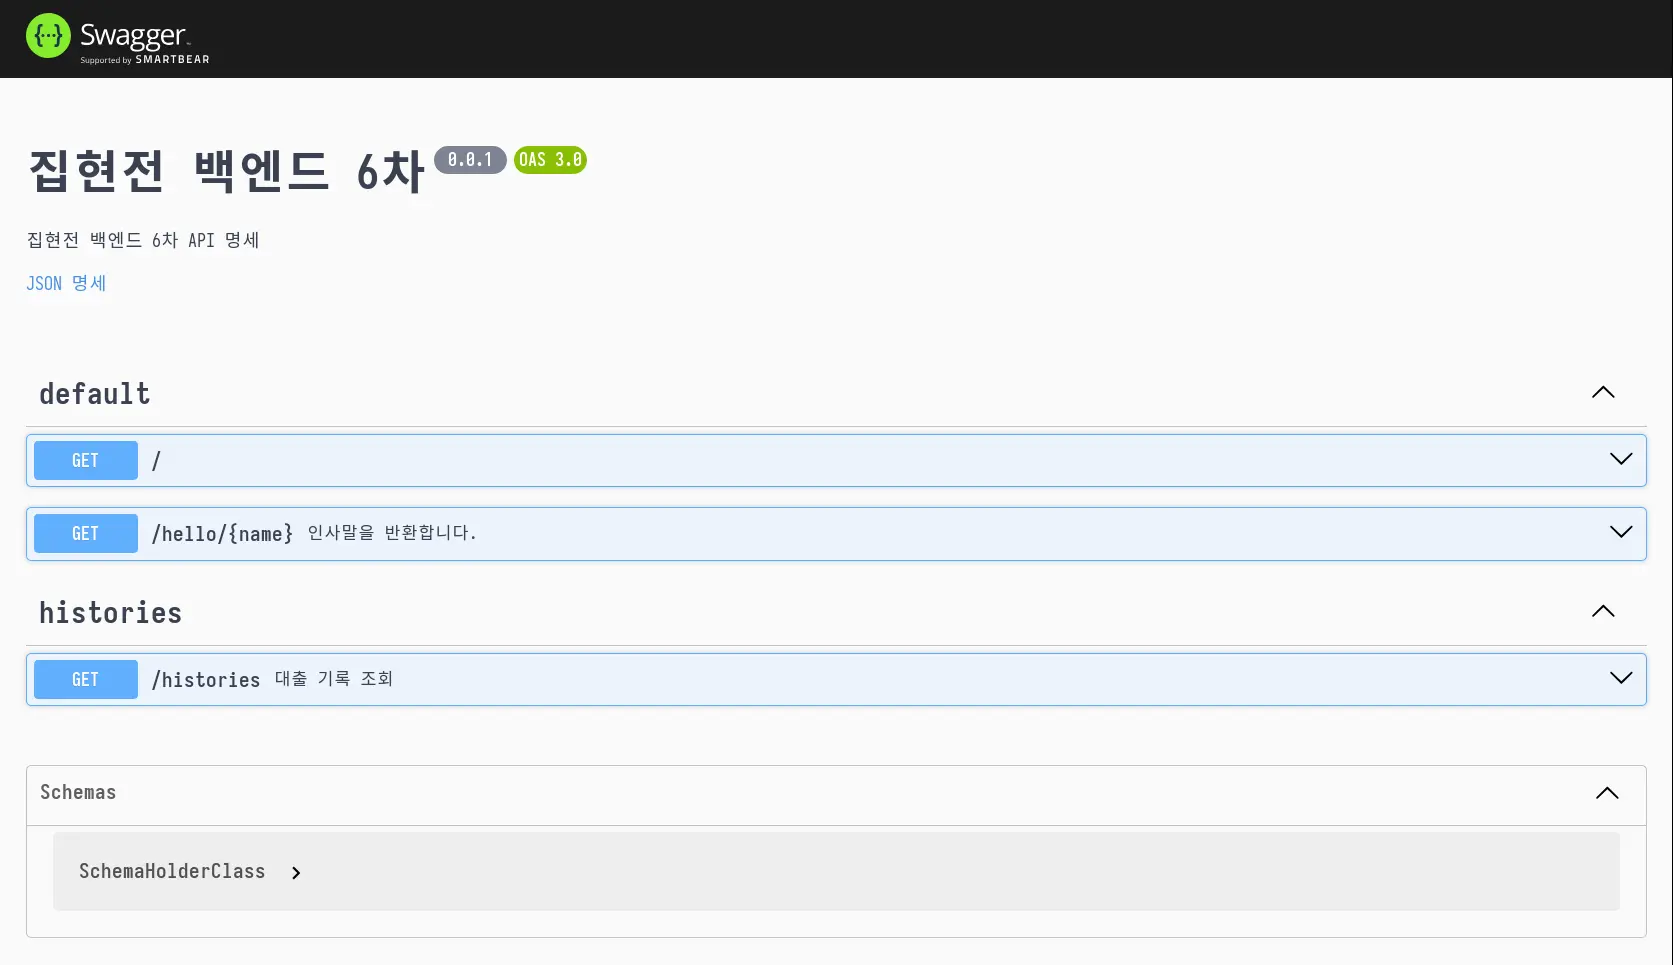 {···} Swagger™
Supported by SMARTBEAR
집현전 백엔드 6차 0.0.1 OAS 3.0
집현전 백엔드 6차 API 명세
JSON 명세
default
GET /
GET /hello/{name} 인사말을 반환합니다.
histories
GET /histories 대출 기록 조회
Schemas
SchemaHolderClass